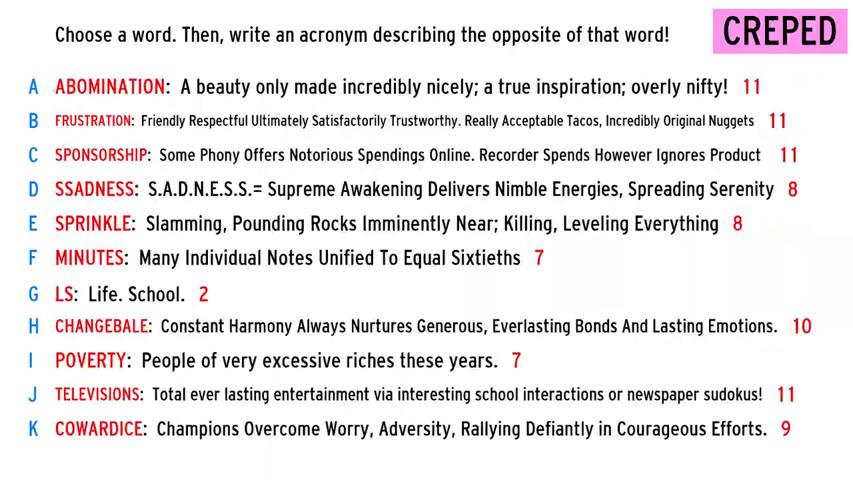 Choose a word. Then, write an acronym describing the opposite of that word!
CREPED
A ABOMINATION: A beauty only made incredibly nicely; a true inspiration; overly nifty! 11
B FRUSTRATION: Friendly Respectful Ultimately Satisfactorily Trustworthy. Really Acceptable Tacos, Incredibly Original Nuggets 11
C SPONSORSHIP: Some Phony Offers Notorious Spendings Online. Recorder Spends However Ignores Product 11
D SSADNESS: S.A.D.N.E.S.S.= Supreme Awakening Delivers Nimble Energies, Spreading Serenity 8
E SPRINKLE: Slamming, Pounding Rocks Imminently Near; Killing, Leveling Everything 8
F MINUTES: Many Individual Notes Unified To Equal Sixtieths 7
G LS: Life. School. 2
H CHANGEBALE: Constant Harmony Always Nurtures Generous, Everlasting Bonds And Lasting Emotions. 10
I POVERTY: People of very excessive riches these years. 7
J TELEVISIONS: Total ever lasting entertainment via interesting school interactions or newspaper sudokus! 11
K COWARDICE: Champions Overcome Worry, Adversity, Rallying Defiantly in Courageous Efforts. 9